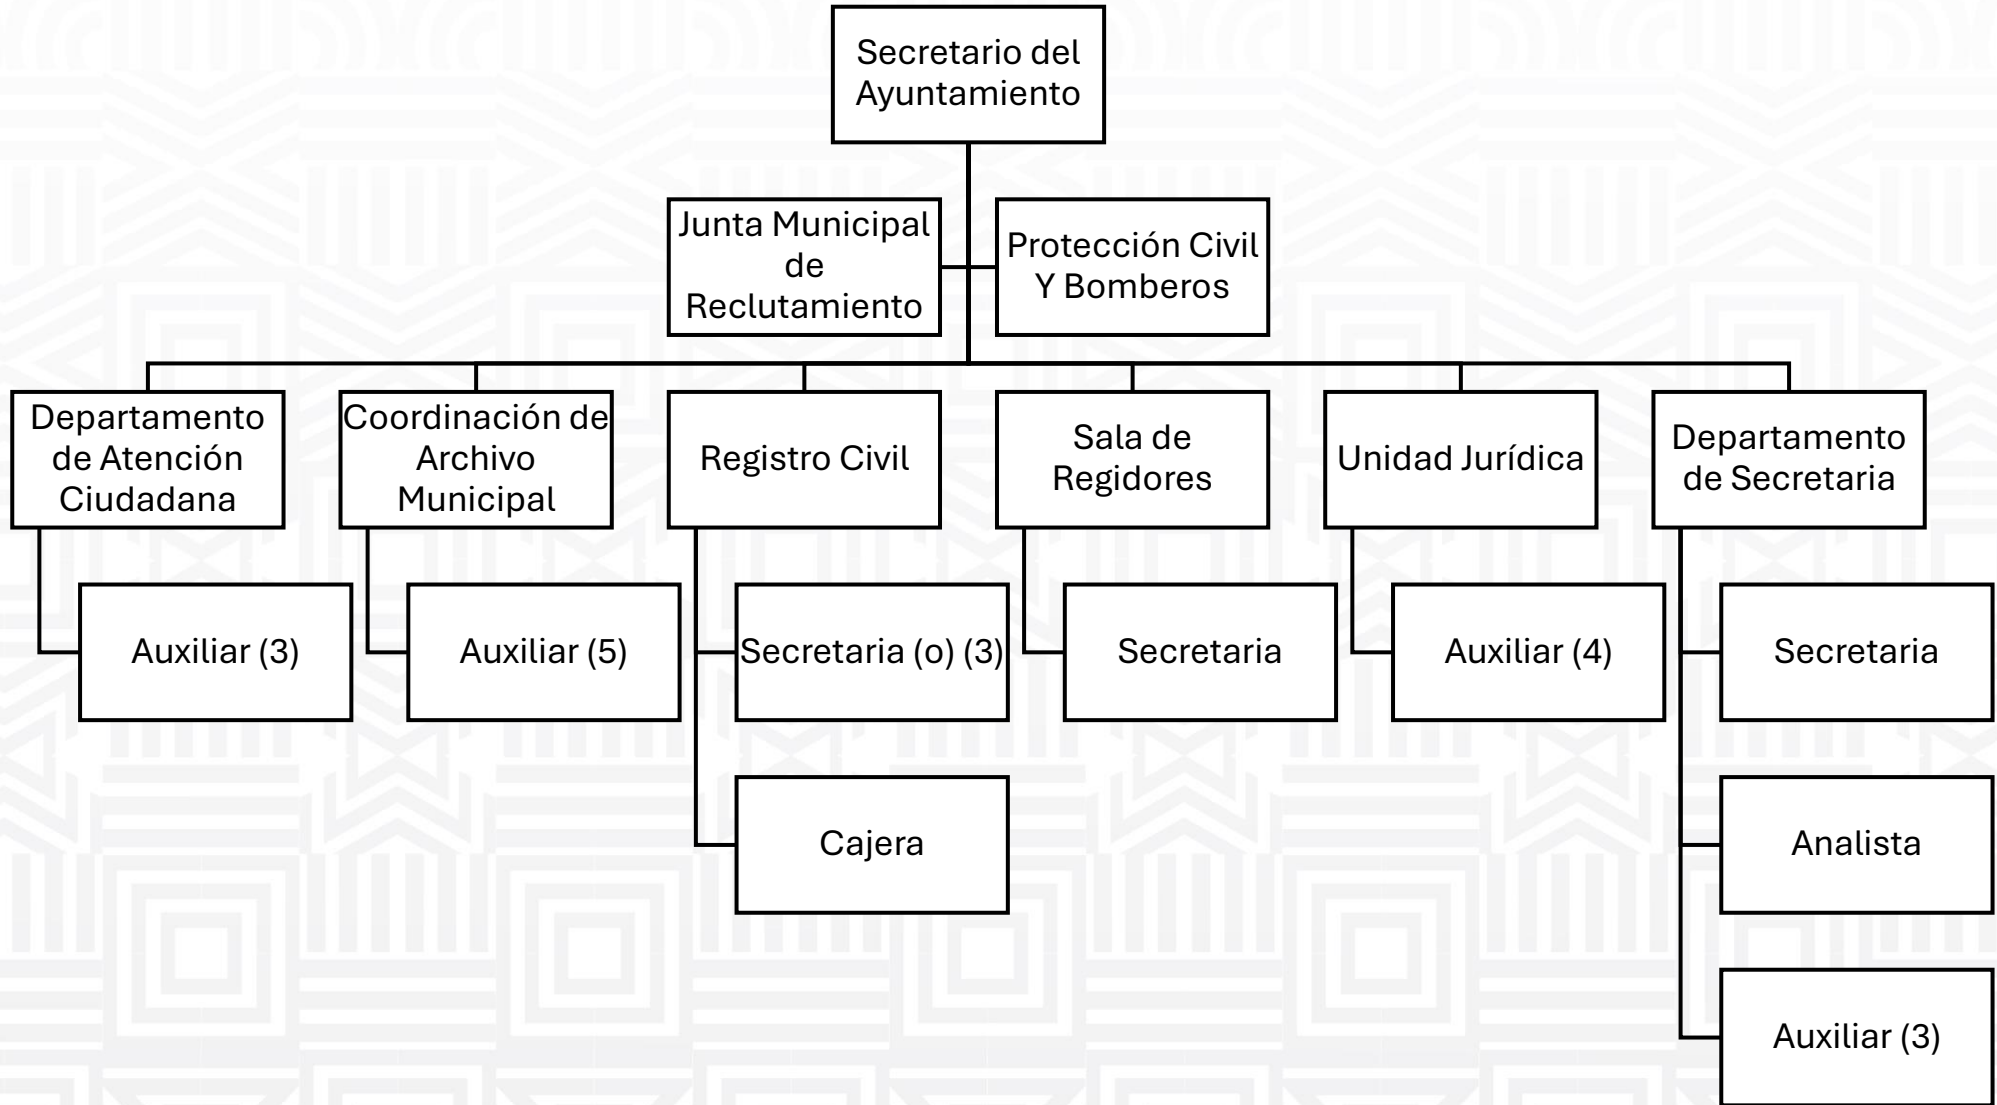 Secretario del
Ayuntamiento
Junta Municipal
de
Reclutamiento
Protección Civil
Y Bomberos
Departamento
de Atención
Ciudadana
Coordinación de
Archivo
Municipal
Registro Civil
Sala de
Regidores
Unidad Jurídica
Departamento
de Secretaria
Auxiliar (3)
Auxiliar (5)
Secretaria (o) (3)
Secretaria
Auxiliar (4)
Secretaria
Cajera
Analista
Auxiliar (3)